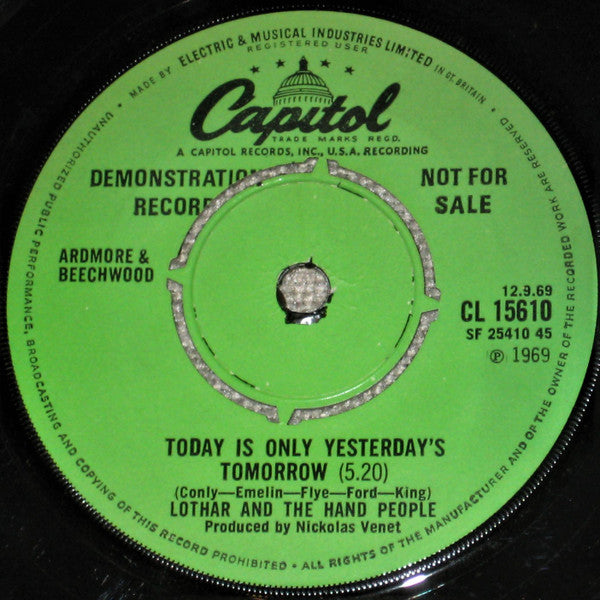 MADE BY ELECTRIC & MUSICAL INDUSTRIES LIMITED IN GT. BRITAIN •
REGISTERED USER
Capitol
TRADE MARKS REGD.
A CAPITOL RECORDS, INC., U.S.A. RECORDING
DEMONSTRATION
RECORD
NOT FOR
SALE
ARDMORE &
BEECHWOOD
12.9.69
CL 15610
SF 25410 45
Ⓟ 1969
TODAY IS ONLY YESTERDAY'S
TOMORROW (5.20)
(Conly—Emelin—Flye—Ford—King)
LOTHAR AND THE HAND PEOPLE
Produced by Nickolas Venet
UNAUTHORIZED PUBLIC PERFORMANCE, BROADCASTING AND COPYING OF THIS RECORD PROHIBITED • ALL RIGHTS OF THE MANUFACTURER AND OF THE OWNER OF THE RECORDED WORK ARE RESERVED